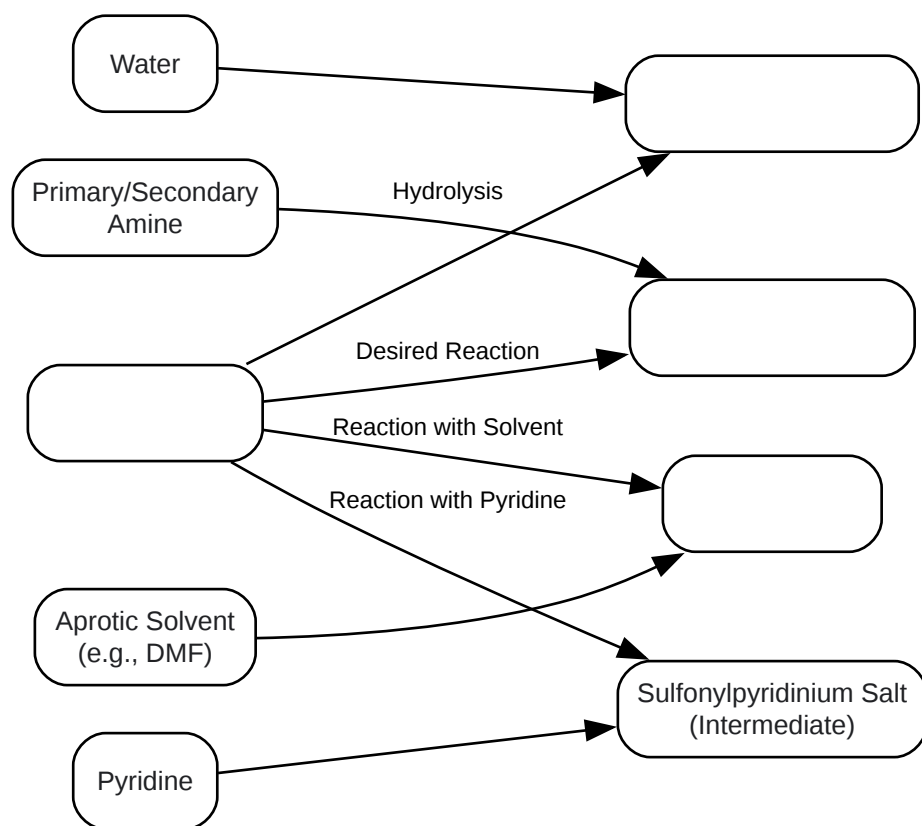 Water
Primary/Secondary
Amine
Hydrolysis
Desired Reaction
Reaction with Solvent
Reaction with Pyridine
Aprotic Solvent
(e.g., DMF)
Sulfonylpyridinium Salt
(Intermediate)
Pyridine